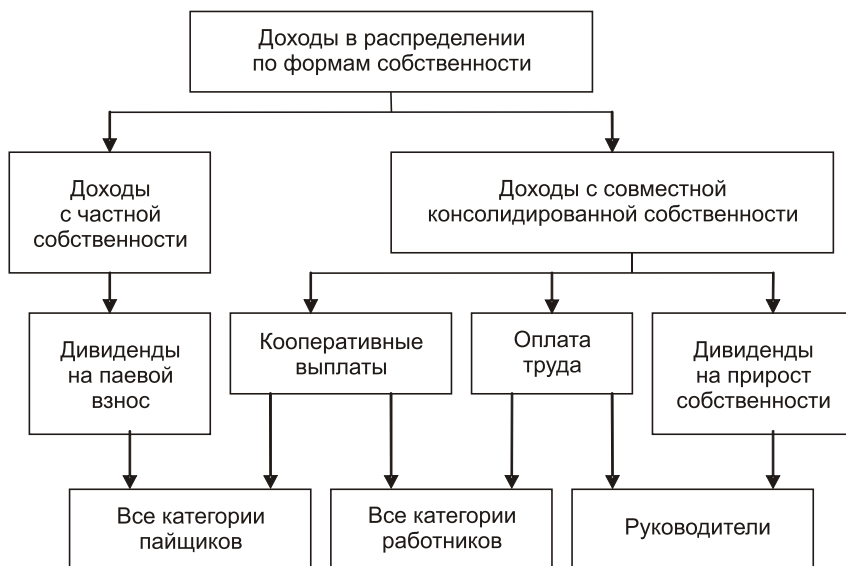 Доходы в распределении
по формам собственности
Доходы
с частной
собственности
Доходы с совместной
консолидированной собственности
Дивиденды
на паевой
взнос
Кооперативные
выплаты
Оплата
труда
Дивиденды
на прирост
собственности
Все категории
пайщиков
Все категории
работников
Руководители